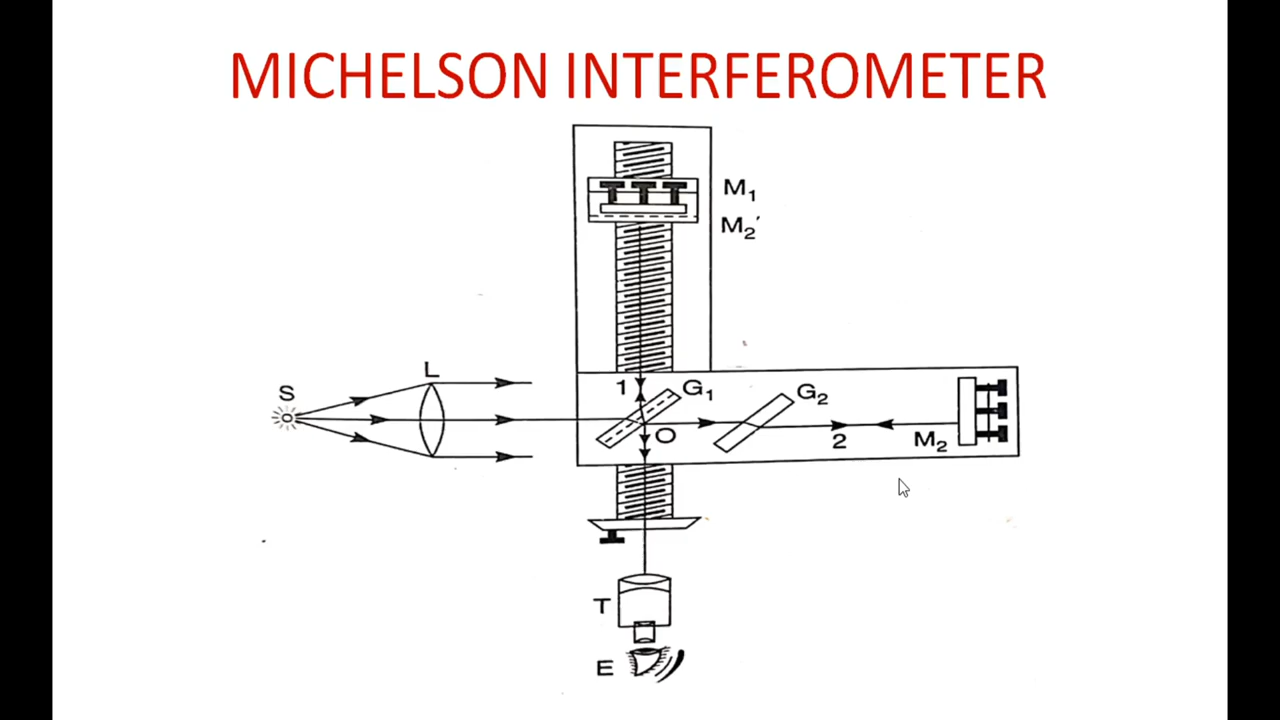 MICHELSON INTERFEROMETER
M₁
M₂′
L
S
1
G₁
G₂
O
2
M₂
T
E